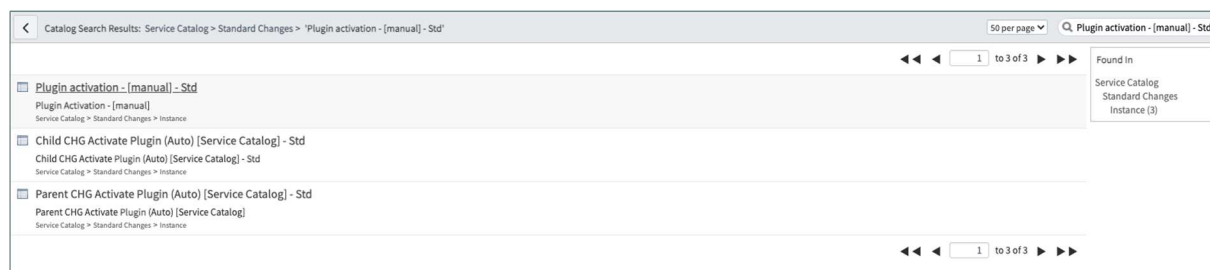 Catalog Search Results: Service Catalog > Standard Changes > 'Plugin activation - [manual] - Std'
50 per page
Plugin activation - [manual] - Std
1 to 3 of 3
Found In
Service Catalog
Standard Changes
Instance (3)
Plugin activation - [manual] - Std
Plugin Activation - [manual]
Service Catalog > Standard Changes > Instance
Child CHG Activate Plugin (Auto) [Service Catalog] - Std
Child CHG Activate Plugin (Auto) [Service Catalog] - Std
Service Catalog > Standard Changes > Instance
Parent CHG Activate Plugin (Auto) [Service Catalog] - Std
Parent CHG Activate Plugin (Auto) [Service Catalog]
Service Catalog > Standard Changes > Instance
1 to 3 of 3